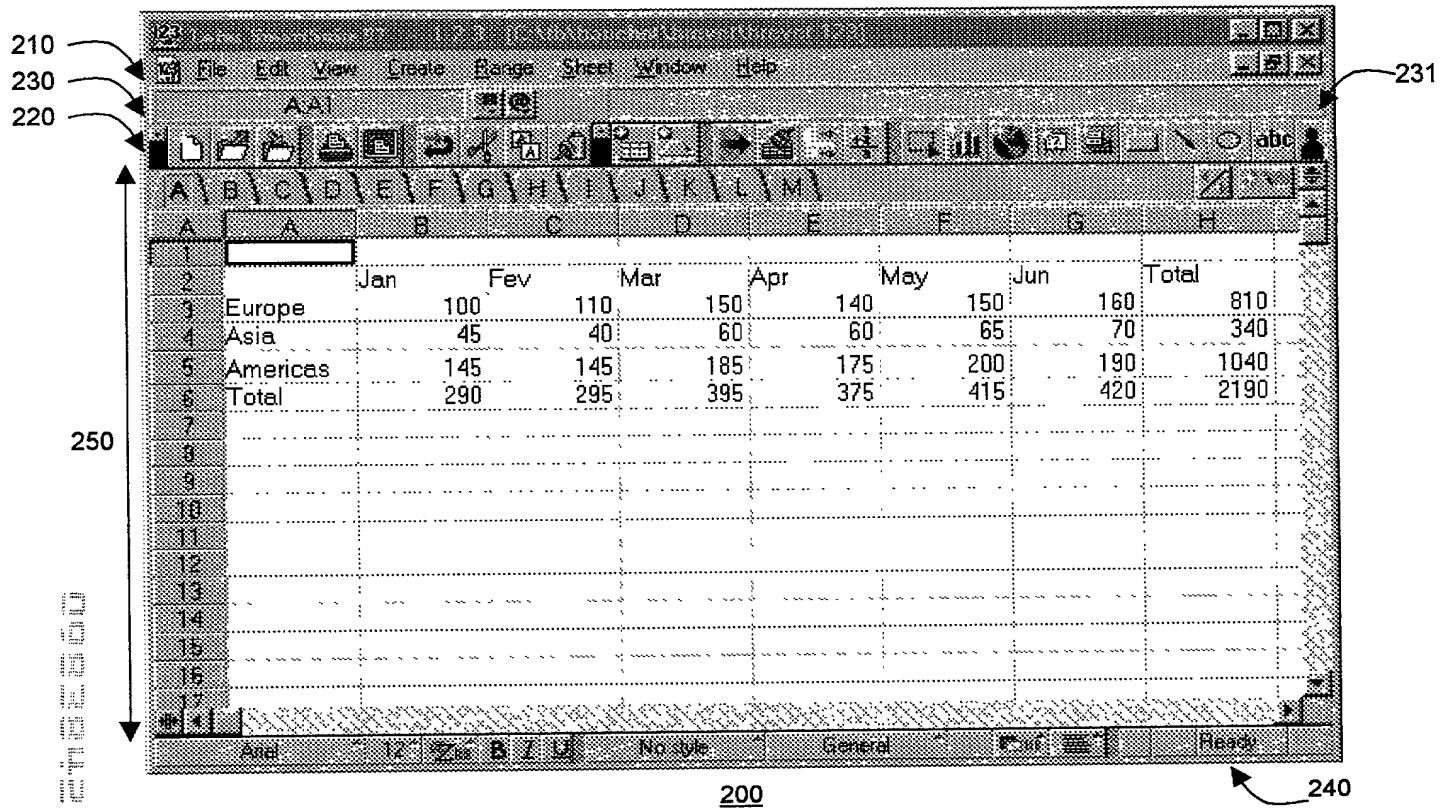 123
210
File Edit View Create Range Sheet Window Help
231
230
A:A1 @
220
abc
A B C D E F G H I J K L M
A A B C D E F G H
1
2 Jan Fev Mar Apr May Jun Total
3 Europe 100 110 150 140 150 160 810
4 Asia 45 40 60 60 65 70 340
5 Americas 145 145 185 175 200 190 1040
6 Total 290 295 395 375 415 420 2190
7
250
8
9
10
11
12
13
14
15
16
17
Arial 12 B I U No style General Ready
200
240